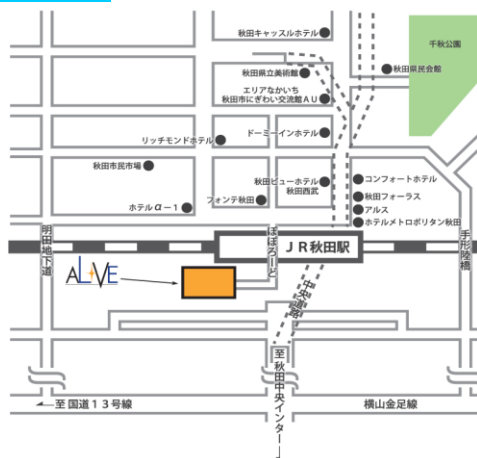 秋田キャッスルホテル
千秋公園
秋田県立美術館
秋田県民会館
エリアなかいち
秋田市にぎわい交流館ＡＵ
リッチモンドホテル
ドーミーインホテル
秋田市民市場
秋田ビューホテル
秋田西武
コンフォートホテル
フォンテ秋田
秋田フォーラス
ホテルα－1
アルス
ホテルメトロポリタン秋田
明田地下道
ぽぽろーど
ＪＲ秋田駅
手形陸橋
ALVE
中央道路
至 秋田中央インター
至 国道１３号線
横山金足線